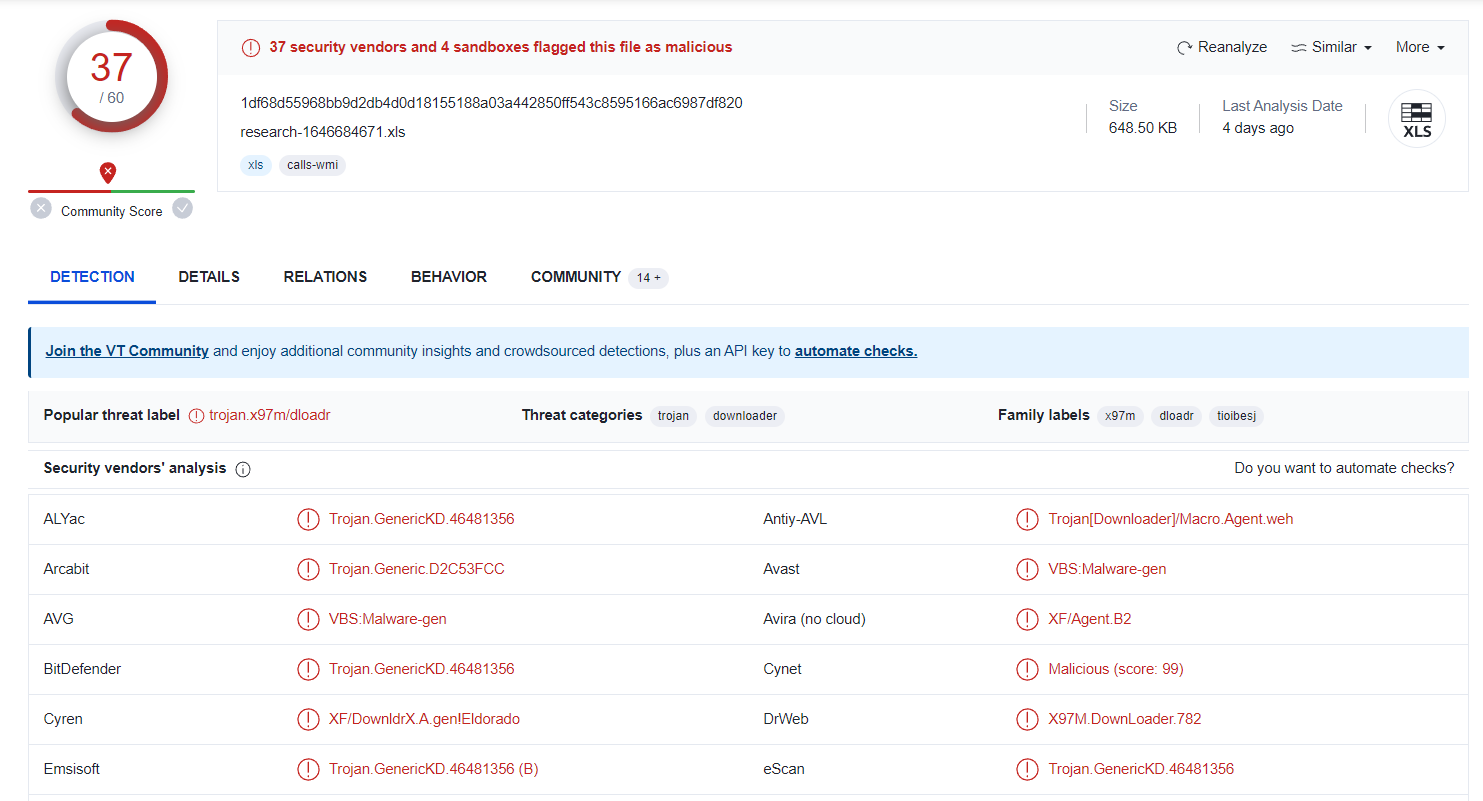 37
/ 60
Community Score
37 security vendors and 4 sandboxes flagged this file as malicious
Reanalyze Similar More
1df68d55968bb9d2db4d0d18155188a03a442850ff543c8595166ac6987df820
research-1646684671.xls
xls calls-wmi
Size
648.50 KB
Last Analysis Date
4 days ago
XLS
DETECTION DETAILS RELATIONS BEHAVIOR COMMUNITY 14 +
Join the VT Community and enjoy additional community insights and crowdsourced detections, plus an API key to automate checks.
Popular threat label trojan.x97m/dloadr Threat categories trojan downloader Family labels x97m dloadr tioibesj
Security vendors' analysis Do you want to automate checks?
ALYac Trojan.GenericKD.46481356 Antiy-AVL Trojan[Downloader]/Macro.Agent.weh
Arcabit Trojan.Generic.D2C53FCC Avast VBS:Malware-gen
AVG VBS:Malware-gen Avira (no cloud) XF/Agent.B2
BitDefender Trojan.GenericKD.46481356 Cynet Malicious (score: 99)
Cyren XF/DownldrX.A.gen!Eldorado DrWeb X97M.DownLoader.782
Emsisoft Trojan.GenericKD.46481356 (B) eScan Trojan.GenericKD.46481356